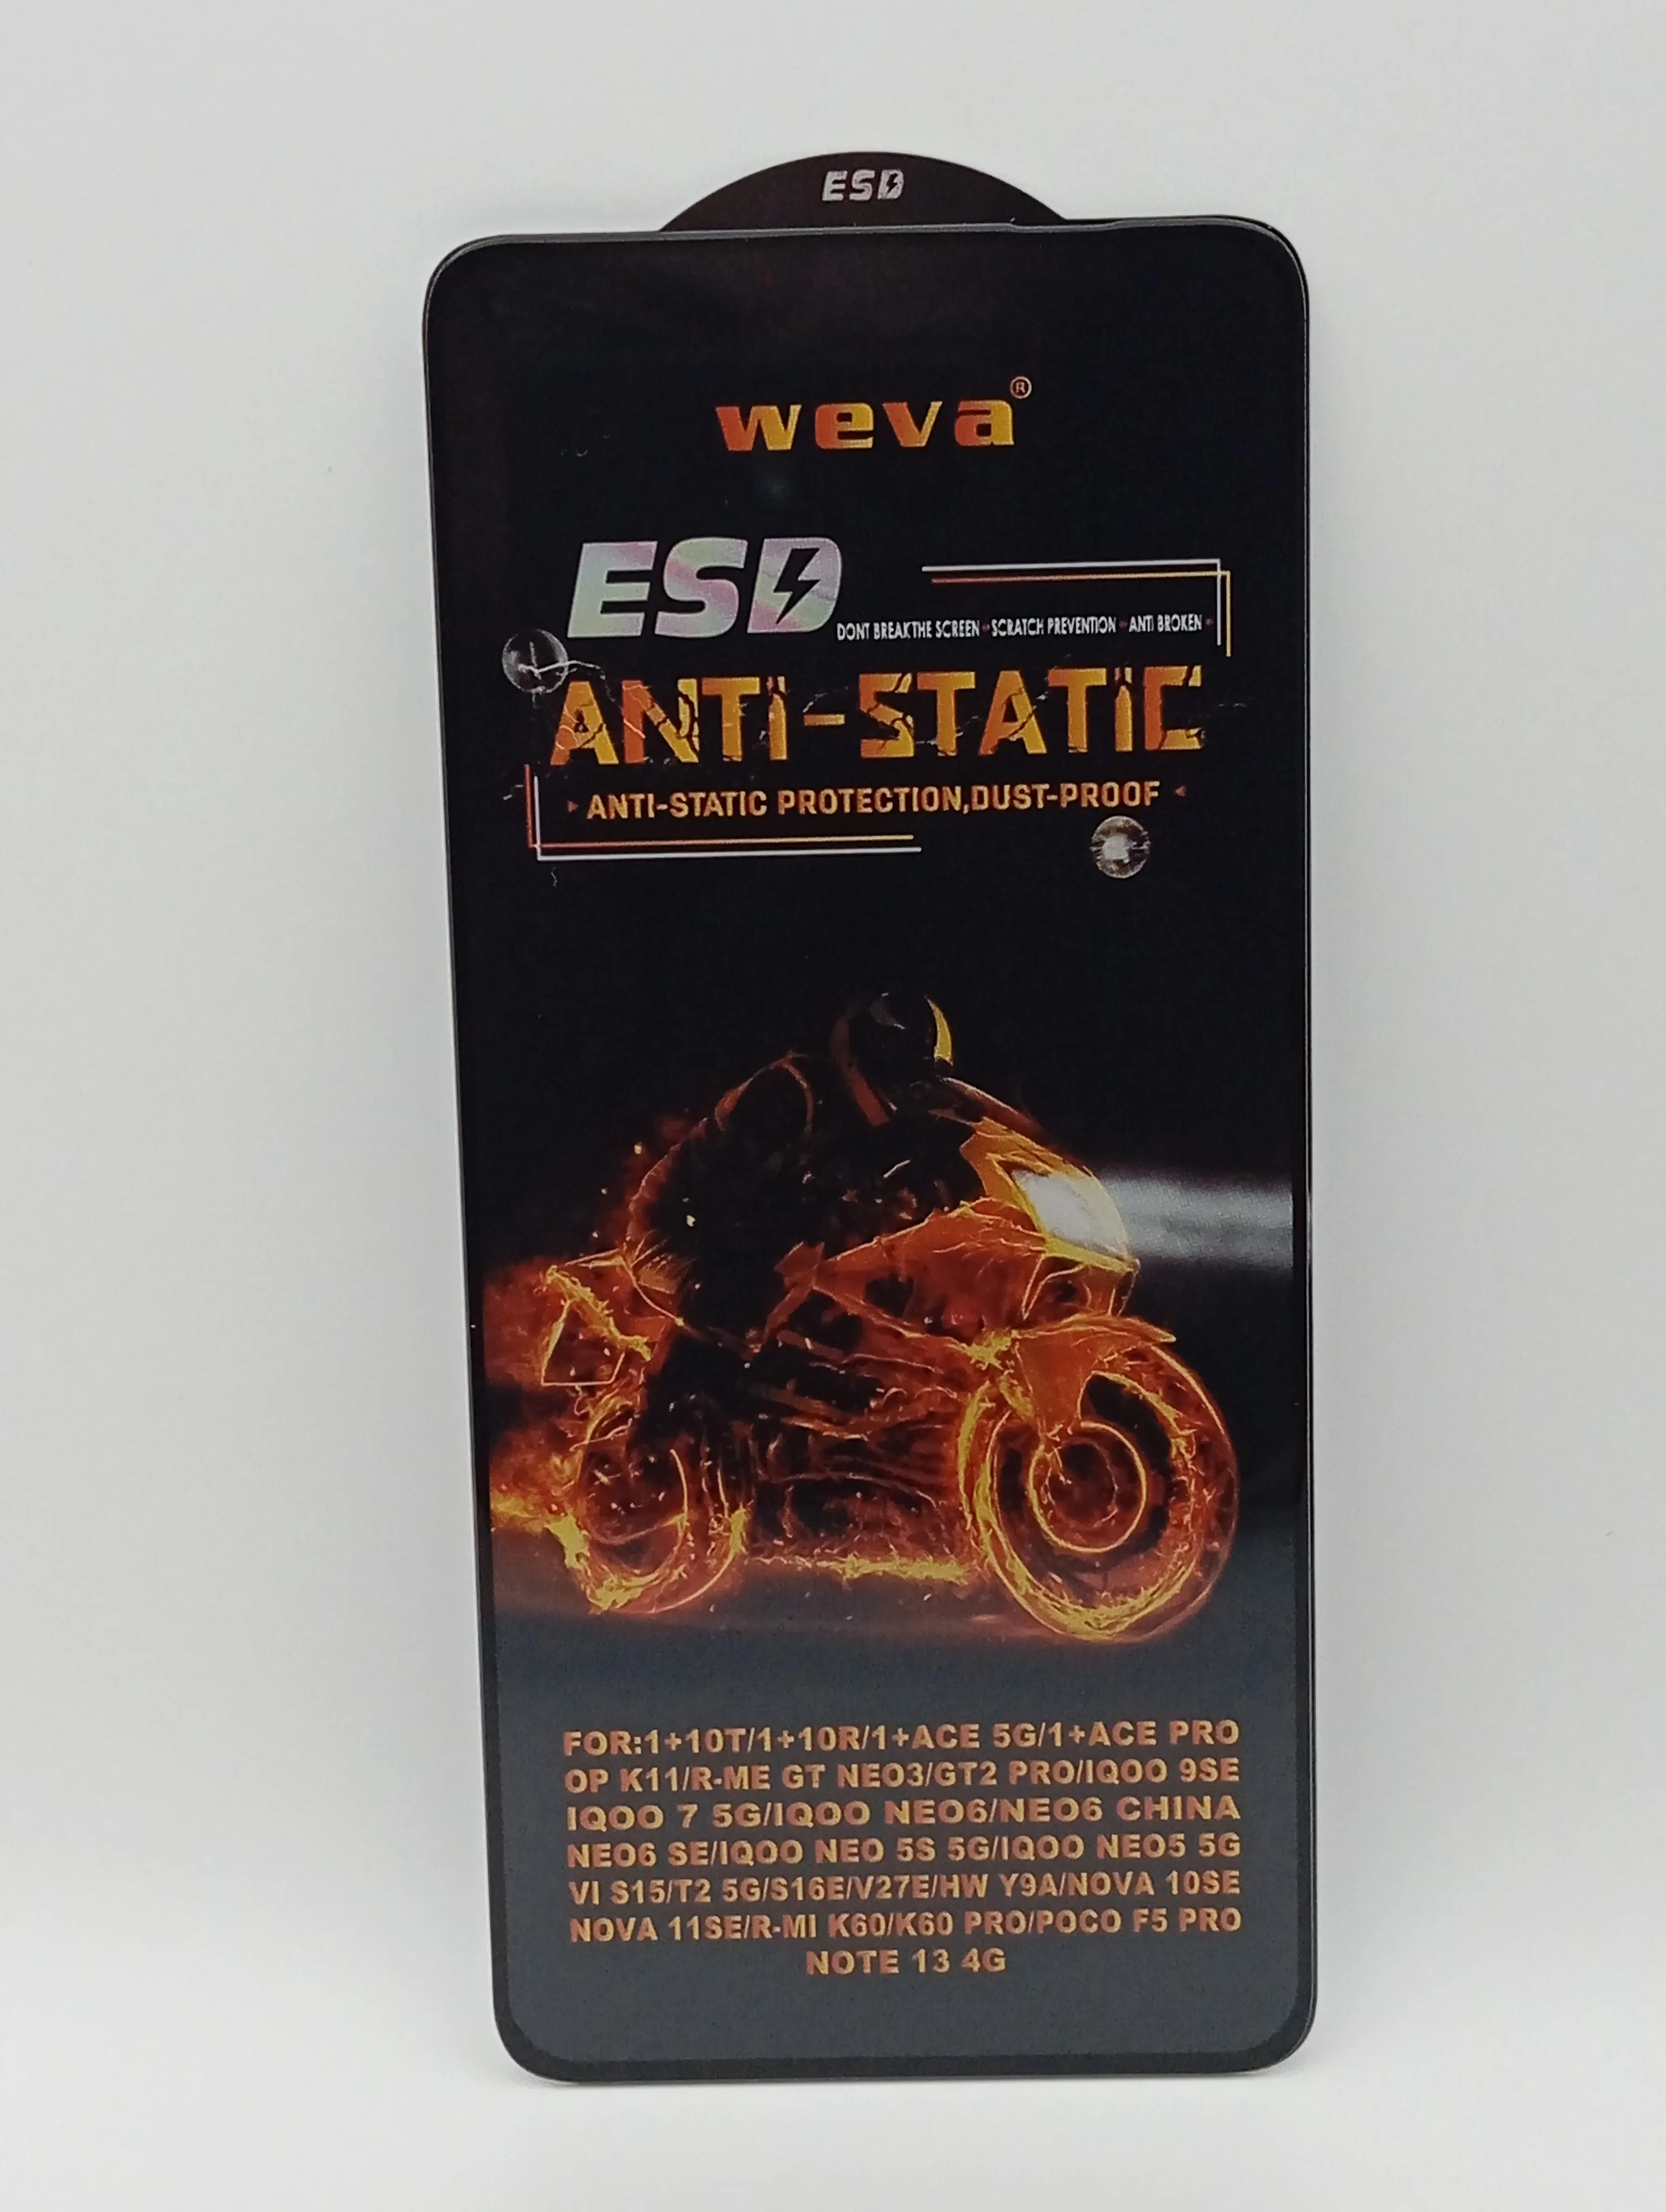 ESD
weva®
ESD
DONT BREAK THE SCREEN SCRATCH PREVENTION ANTI BROKEN
ANTi-STATiC
ANTI-STATIC PROTECTION,DUST-PROOF
FOR:1+10T/1+10R/1+ACE 5G/1+ACE PRO
OP K11/R-ME GT NEO3/GT2 PRO/IQOO 9SE
IQOO 7 5G/IQOO NEO6/NEO6 CHINA
NEO6 SE/IQOO NEO 5S 5G/IQOO NEO5 5G
VI S15/T2 5G/S16E/V27E/HW Y9A/NOVA 10SE
NOVA 11SE/R-MI K60/K60 PRO/POCO F5 PRO
NOTE 13 4G